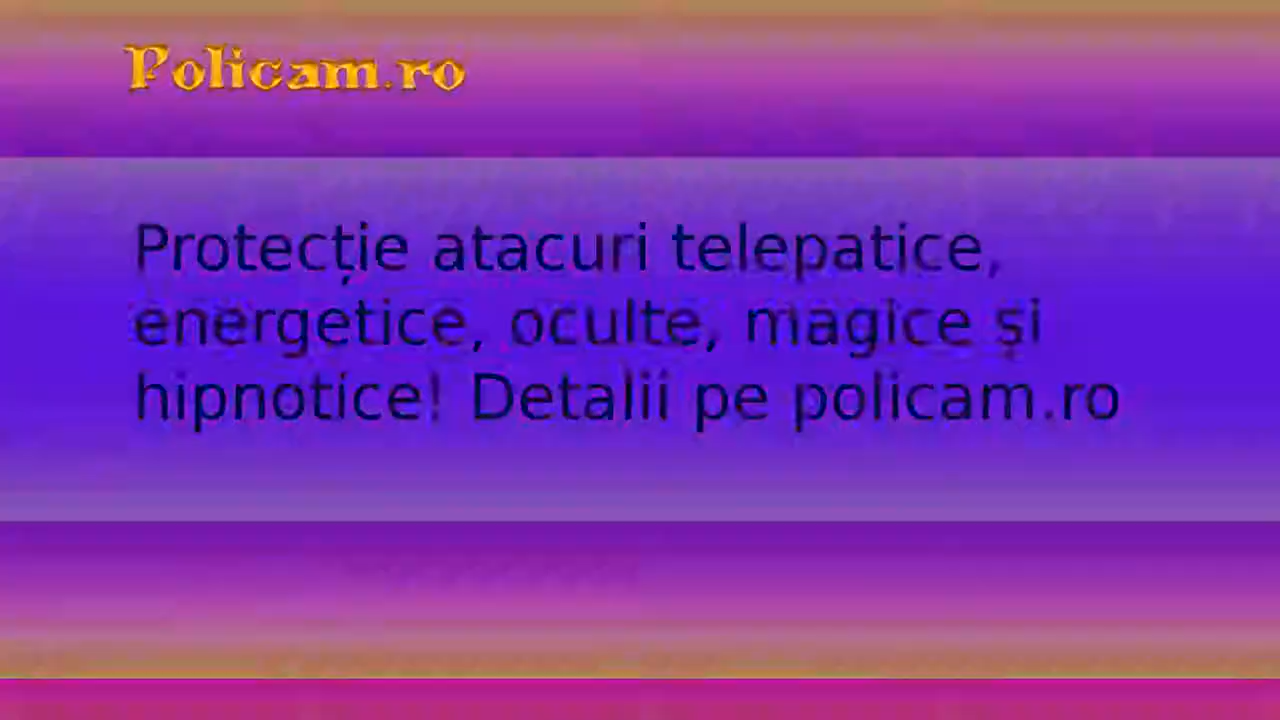 Policam.ro
Protecție atacuri telepatice,
energetice, oculte, magice și
hipnotice! Detalii pe policam.ro